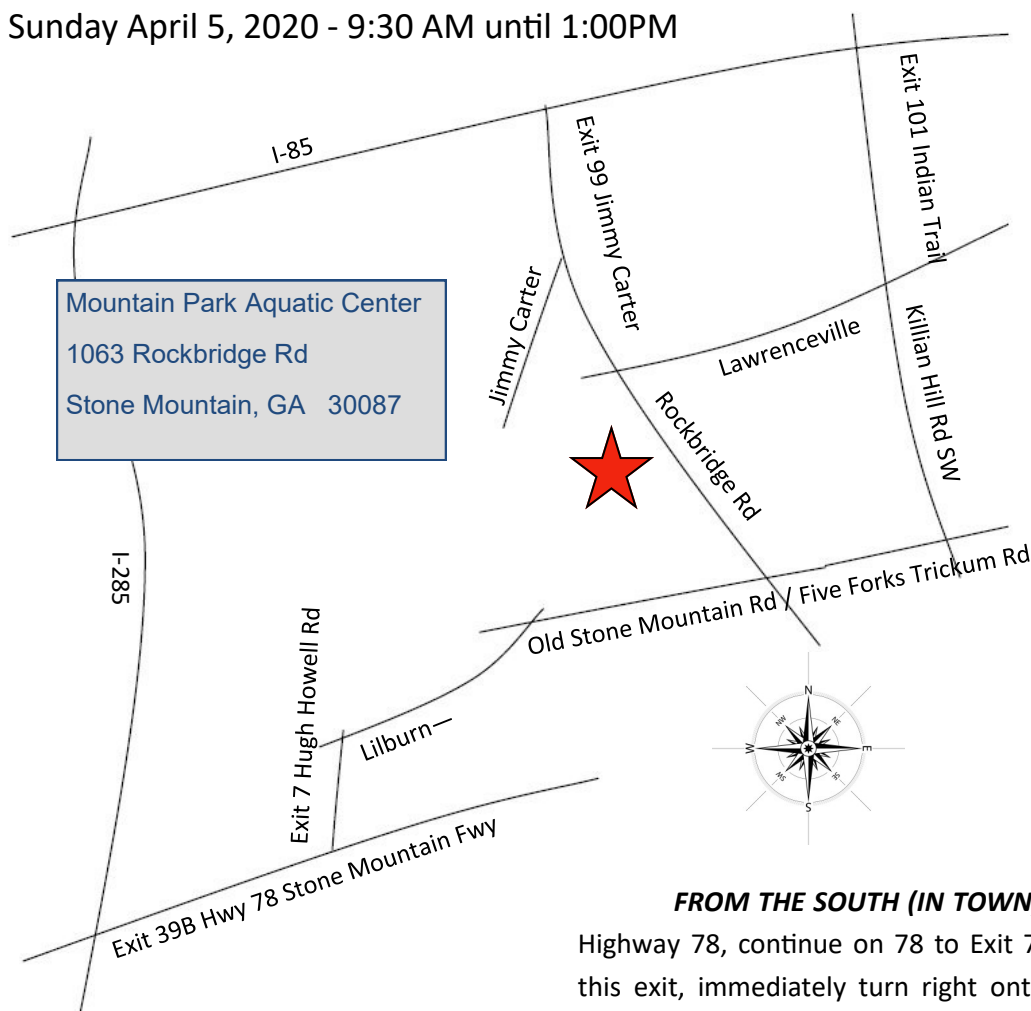 Sunday April 5, 2020 - 9:30 AM until 1:00PM
I-85
Exit 99 Jimmy Carter
Exit 101 Indian Trail
Mountain Park Aquatic Center
1063 Rockbridge Rd
Stone Mountain, GA 30087
Jimmy Carter
Lawrenceville
Killian Hill Rd SW
Rockbridge Rd
I-285
Old Stone Mountain Rd / Five Forks Trickum Rd
Exit 7 Hugh Howell Rd
Lilburn—
Exit 39B Hwy 78 Stone Mountain Fwy
N
NW
NE
W
E
SW
SE
S
FROM THE SOUTH (IN TOWN
Highway 78, continue on 78 to Exit 7
this exit, immediately turn right ont